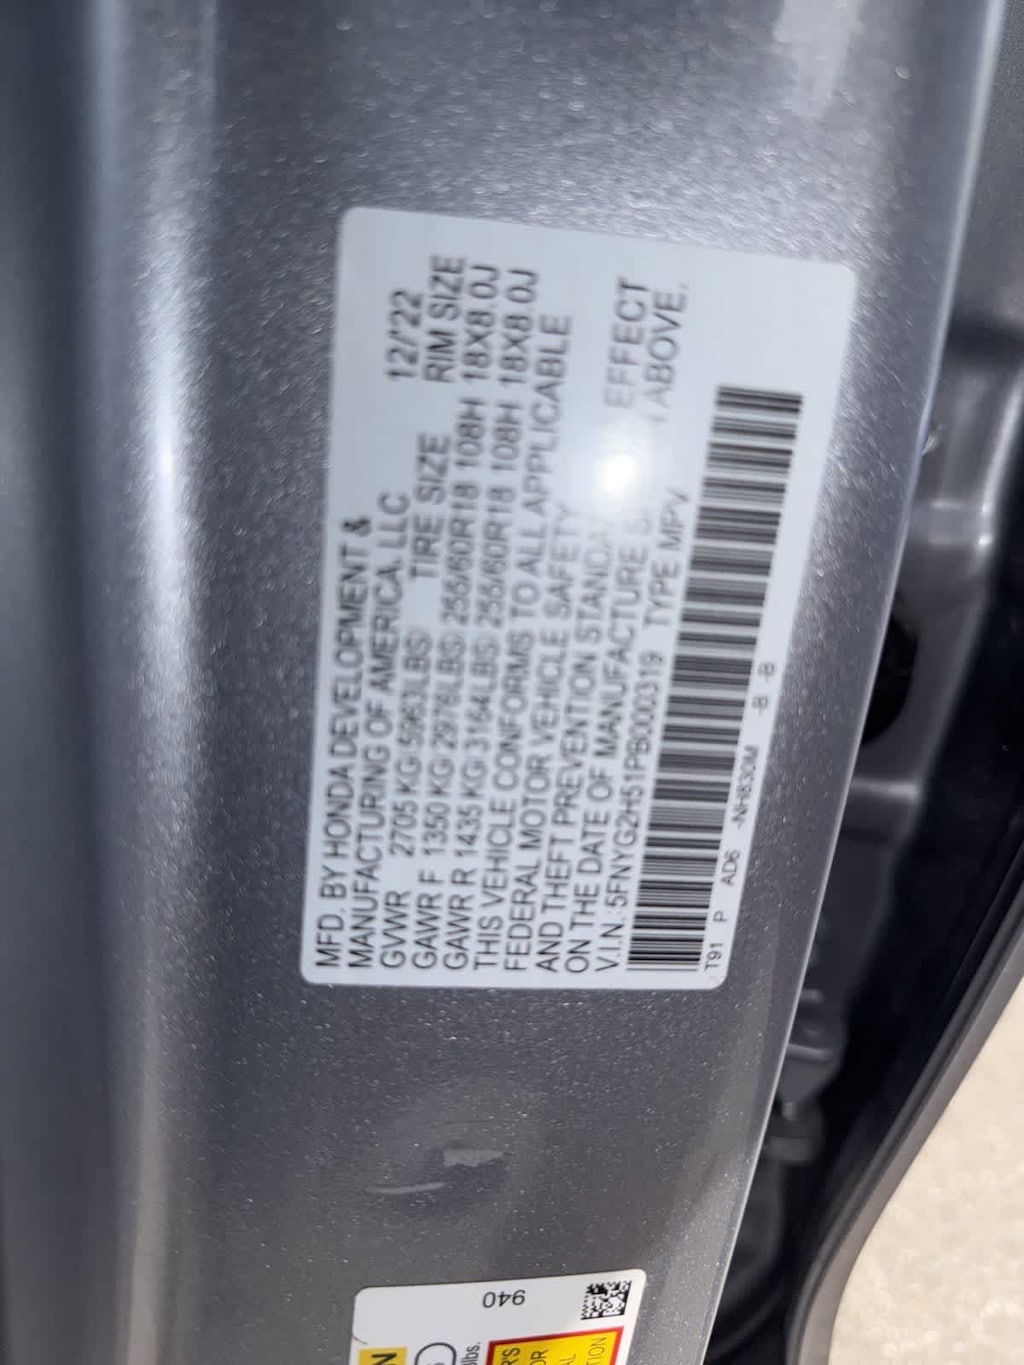 MFD. BY HONDA DEVELOPMENT &
MANUFACTURING OF AMERICA, LLC 12/'22
GVWR 2705 KG(5963LBS) TIRE SIZE RIM SIZE
GAWR F 1350 KG(2976LBS) 255/60R18 108H 18X8.0J
GAWR R 1435 KG(3164LBS) 255/60R18 108H 18X8.0J
THIS VEHICLE CONFORMS TO ALL APPLICABLE
FEDERAL MOTOR VEHICLE SAFETY
AND THEFT PREVENTION EFFECT
ON THE DATE OF MANUFACTURE ABOVE.
V.I.N.:5FNYG2H51PB000319 TYPE MPV
T91 P AD6 -NH830M -B -B
940
lbs.